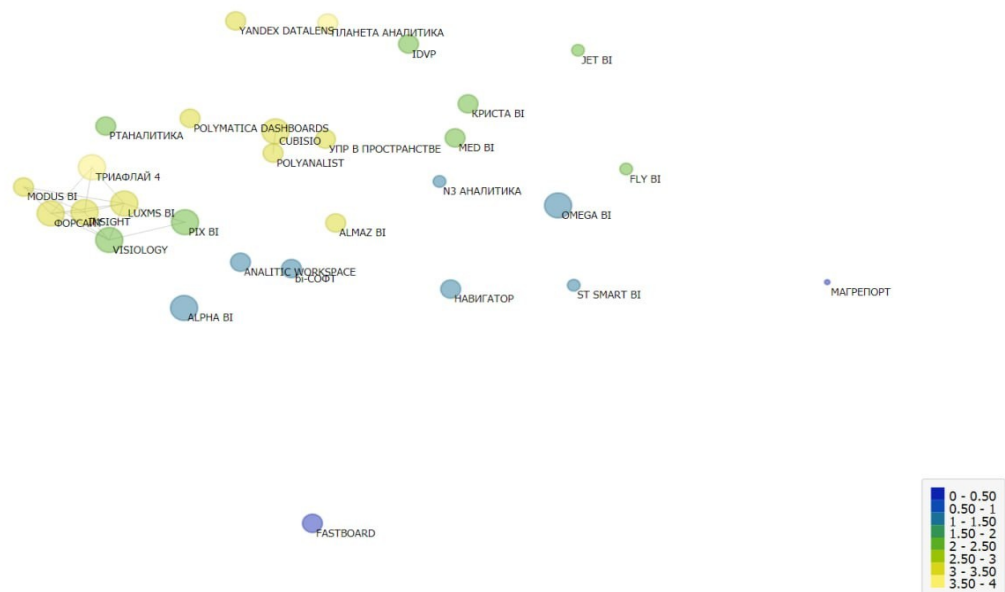 YANDEX DATALENS
ПЛАНЕТА АНАЛИТИКА
IDVP
JET BI
КРИСТА BI
POLYMATICA DASHBOARDS
РТАНАЛИТИКА
CUBISIO
УПР В ПРОСТРАНСТВЕ
MED BI
POLYANALIST
ТРИАФЛАЙ 4
FLY BI
N3 АНАЛИТИКА
MODUS BI
LUXMS BI
OMEGA BI
ФОРСАЙТ
INSIGHT
PIX BI
ALMAZ BI
VISIOLOGY
ANALITIC WORKSPACE
bi-СОФТ
НАВИГАТОР
ST SMART BI
МАГРЕПОРТ
ALPHA BI
FASTBOARD
0 - 0.50
0.50 - 1
1 - 1.50
1.50 - 2
2 - 2.50
2.50 - 3
3 - 3.50
3.50 - 4